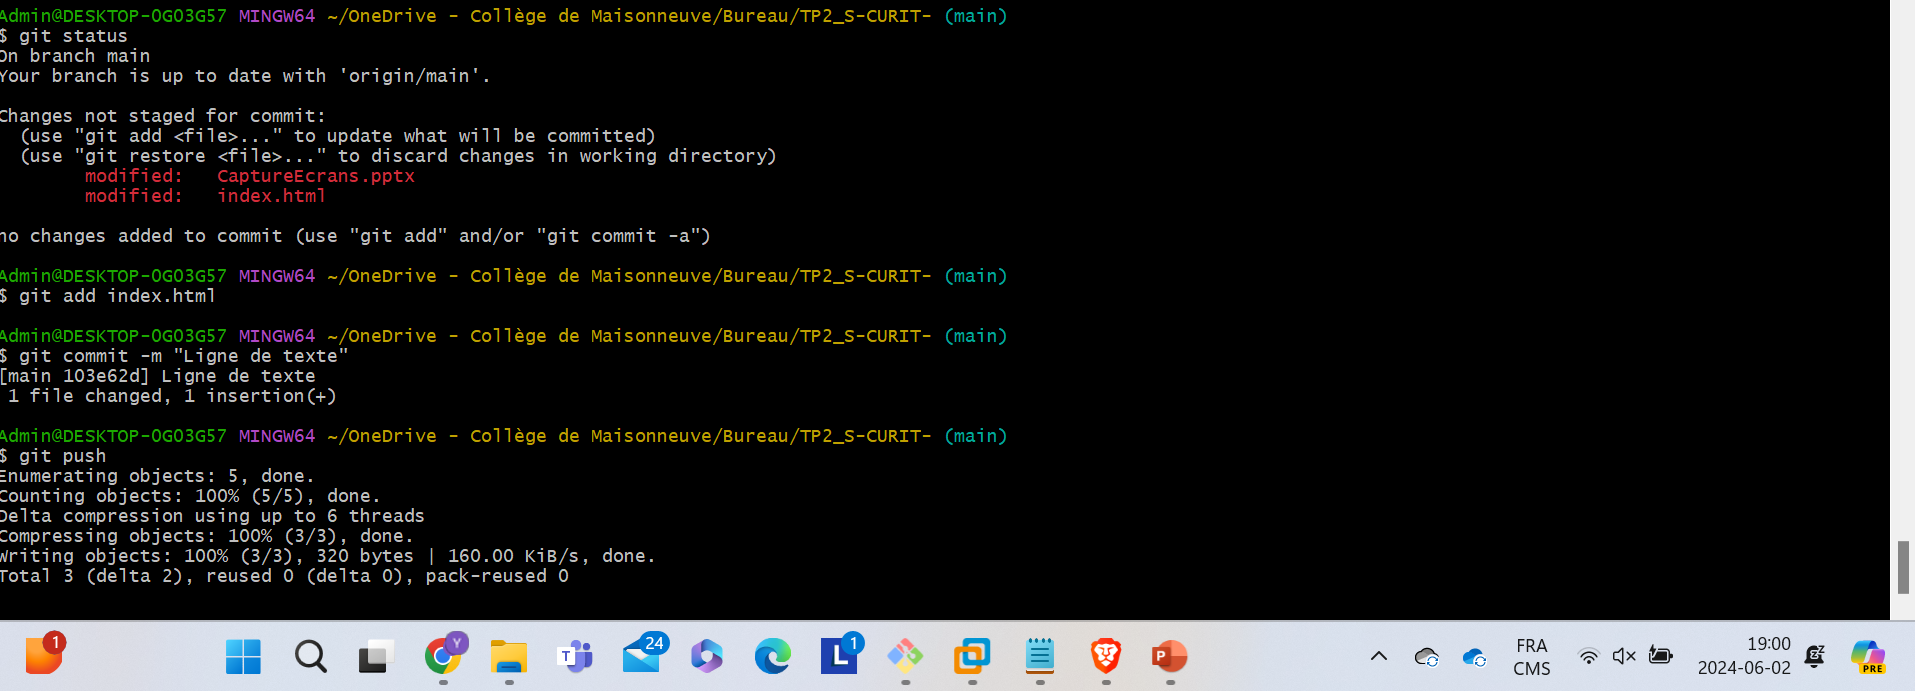 Admin@DESKTOP-0G03G57 MINGW64 ~/OneDrive - Collège de Maisonneuve/Bureau/TP2_S-CURIT- (main)
$ git status
On branch main
Your branch is up to date with 'origin/main'.
Changes not staged for commit:
(use "git add <file>..." to update what will be committed)
(use "git restore <file>..." to discard changes in working directory)
modified: CaptureEcrans.pptx
modified: index.html
no changes added to commit (use "git add" and/or "git commit -a")
Admin@DESKTOP-0G03G57 MINGW64 ~/OneDrive - Collège de Maisonneuve/Bureau/TP2_S-CURIT- (main)
$ git add index.html
Admin@DESKTOP-0G03G57 MINGW64 ~/OneDrive - Collège de Maisonneuve/Bureau/TP2_S-CURIT- (main)
$ git commit -m "Ligne de texte"
[main 103e62d] Ligne de texte
1 file changed, 1 insertion(+)
Admin@DESKTOP-0G03G57 MINGW64 ~/OneDrive - Collège de Maisonneuve/Bureau/TP2_S-CURIT- (main)
$ git push
Enumerating objects: 5, done.
Counting objects: 100% (5/5), done.
Delta compression using up to 6 threads
Compressing objects: 100% (3/3), done.
Writing objects: 100% (3/3), 320 bytes | 160.00 KiB/s, done.
Total 3 (delta 2), reused 0 (delta 0), pack-reused 0
1
Y
T
24
L
1
P
FRA
CMS
19:00
2024-06-02
PRE